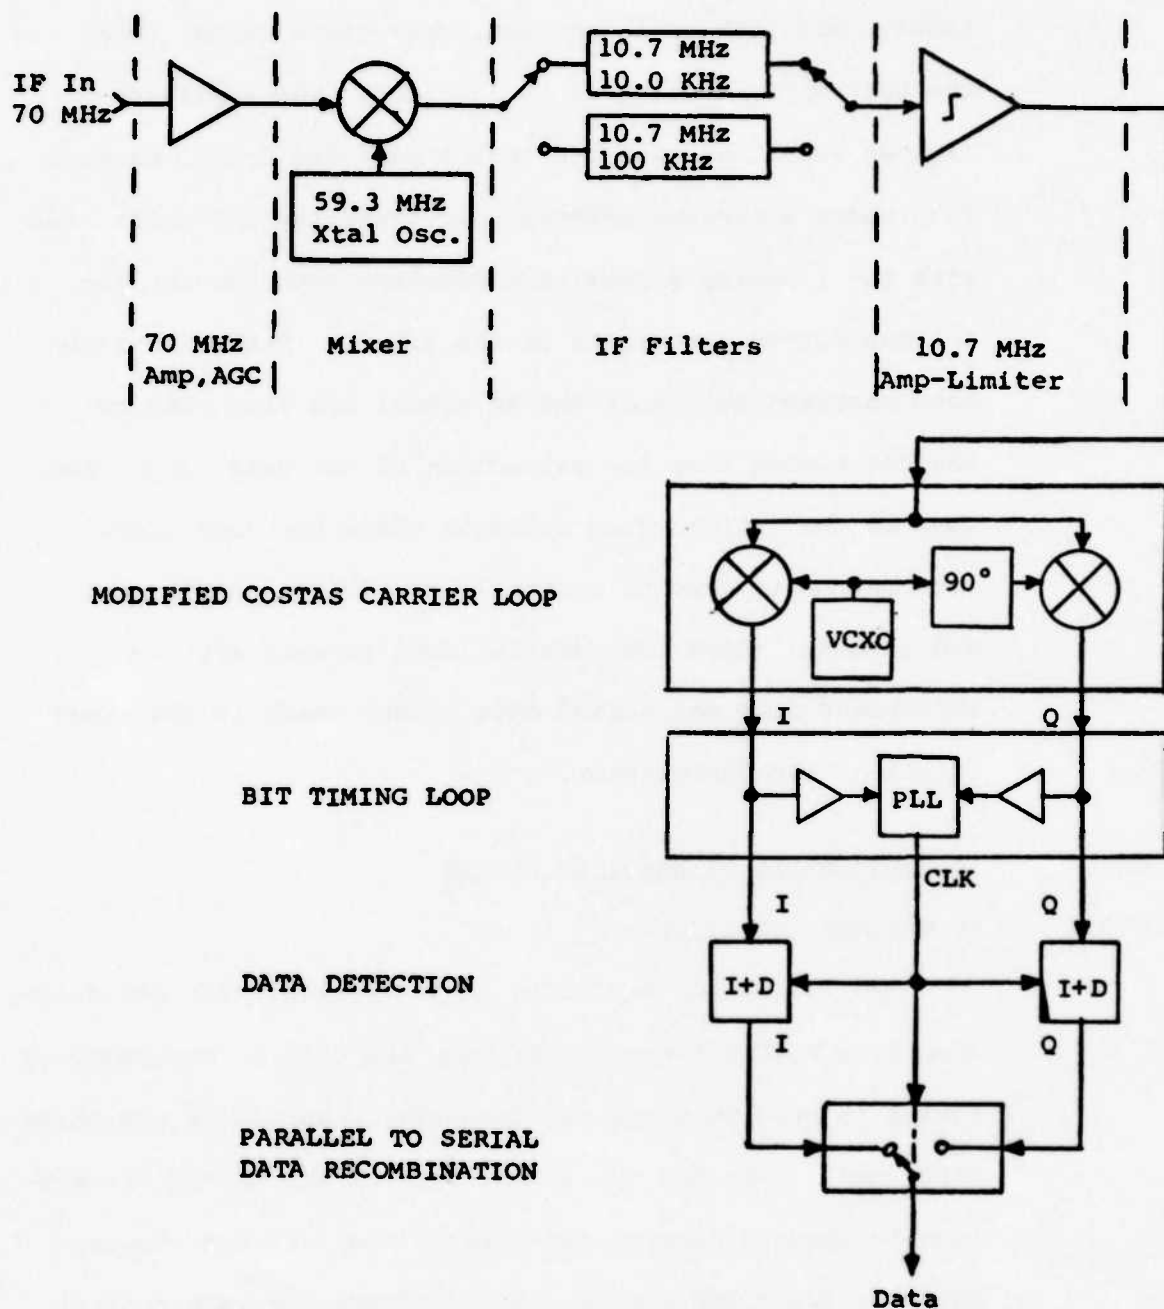 IF In
70 MHz
59.3 MHz
Xtal Osc.
10.7 MHz
10.0 KHz
10.7 MHz
100 KHz
70 MHz
Amp,AGC
Mixer
IF Filters
10.7 MHz
Amp-Limiter
MODIFIED COSTAS CARRIER LOOP
90°
VCXO
I
Q
BIT TIMING LOOP
PLL
CLK
I
Q
DATA DETECTION
I+D
I+D
I
Q
PARALLEL TO SERIAL
DATA RECOMBINATION
Data